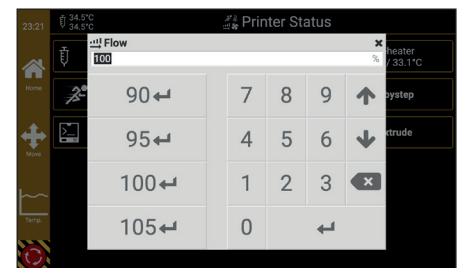 23:21
34.5°C
34.5°C
Printer Status
Flow
100
%
heater
/ 33.1°C
Home
bystep
xtrude
Move
Temp.
90
7 8 9
95
4 5 6
100
1 2 3
105
0